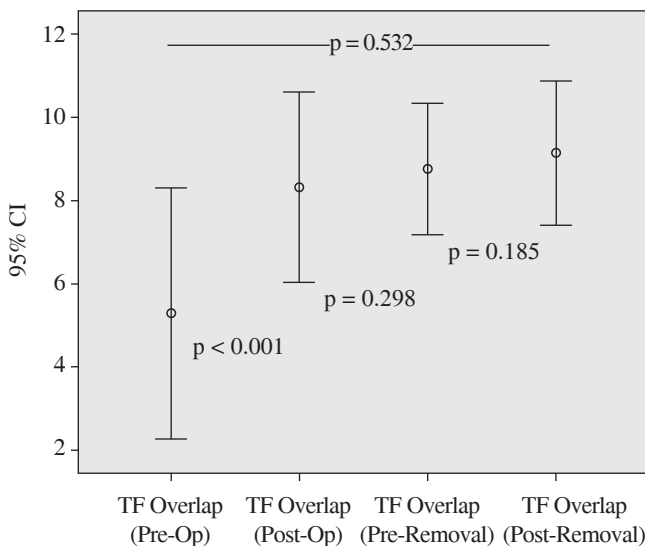 12
p = 0.532
10
8
6
4
2
95% CI
p = 0.185
p = 0.298
p < 0.001
TF Overlap
(Pre-Op)
TF Overlap
(Post-Op)
TF Overlap
(Pre-Removal)
TF Overlap
(Post-Removal)